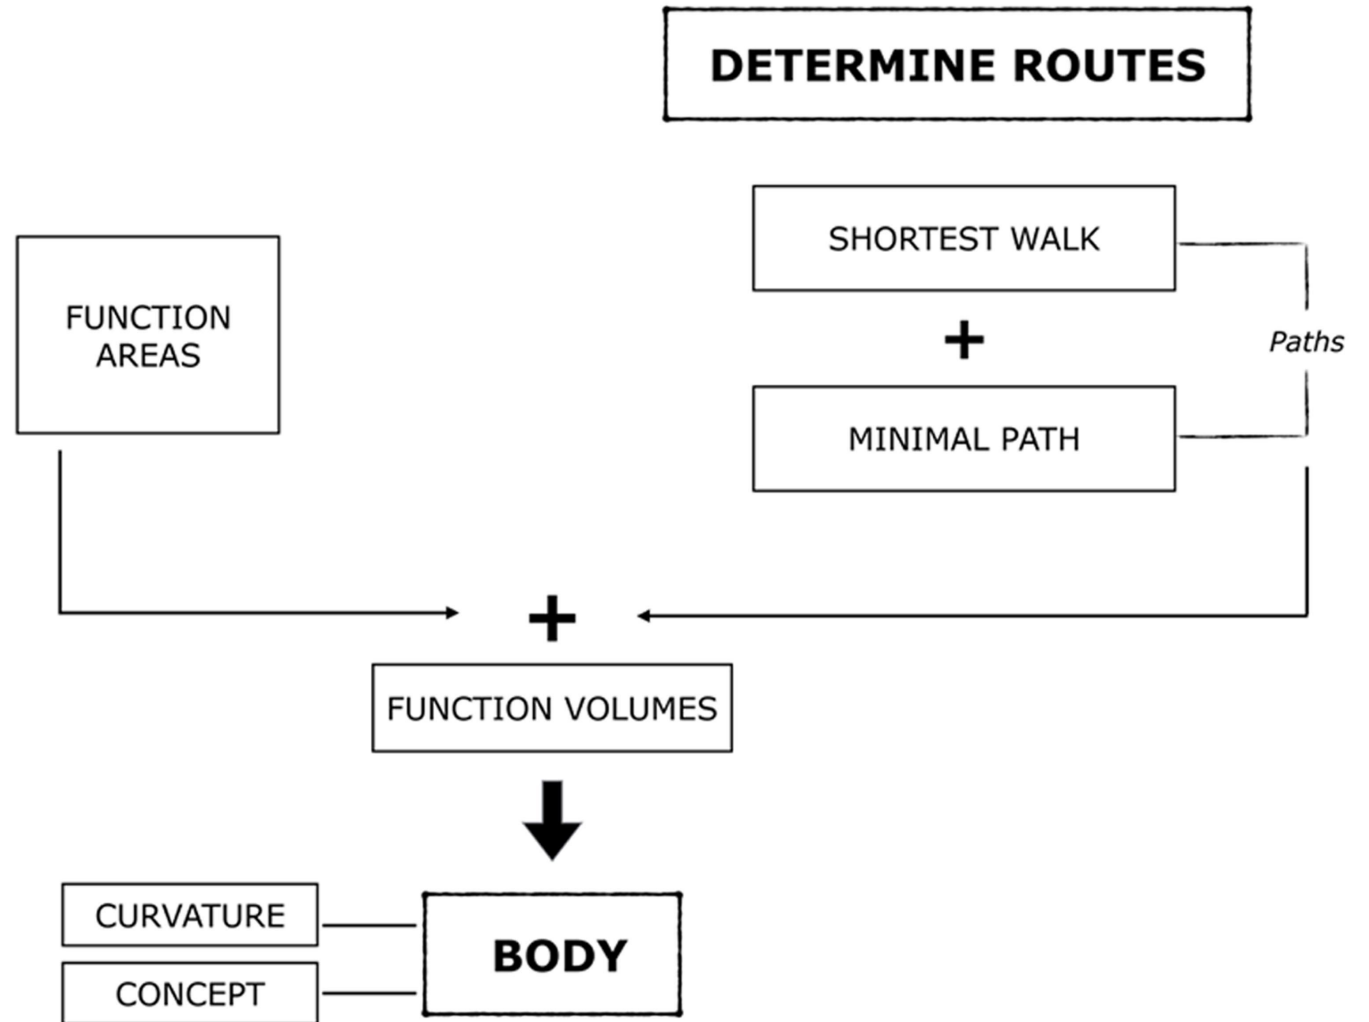 DETERMINE ROUTES
SHORTEST WALK
FUNCTION
AREAS
+
Paths
MINIMAL PATH
+
FUNCTION VOLUMES
CURVATURE
BODY
CONCEPT